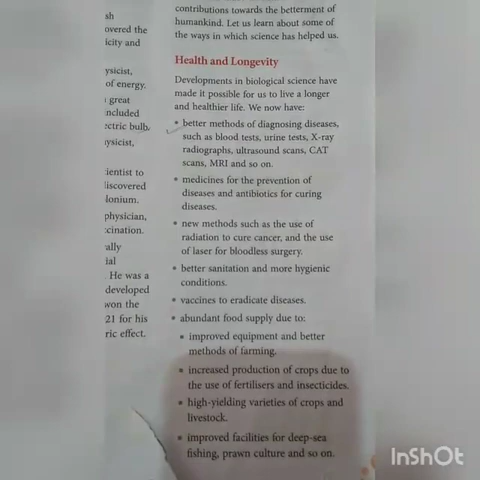 sh
overed the
icity and
ysicist,
of energy.
great
ncluded
ectric bulb.
ysicist,
ientist to
liscovered
lonium.
physician,
cination.
ally
ial
. He was a
developed
won the
21 for his
ric effect.
contributions towards the betterment of
humankind. Let us learn about some of
the ways in which science has helped us.
Health and Longevity
Developments in biological science have
made it possible for us to live a longer
and healthier life. We now have:
• better methods of diagnosing diseases,
such as blood tests, urine tests, X-ray
radiographs, ultrasound scans, CAT
scans, MRI and so on.
• medicines for the prevention of
diseases and antibiotics for curing
diseases.
• new methods such as the use of
radiation to cure cancer, and the use
of laser for bloodless surgery.
• better sanitation and more hygienic
conditions.
• vaccines to eradicate diseases.
• abundant food supply due to:
• improved equipment and better
methods of farming.
• increased production of crops due to
the use of fertilisers and insecticides.
• high-yielding varieties of crops and
livestock.
• improved facilities for deep-sea
fishing, prawn culture and so on.
InShOt